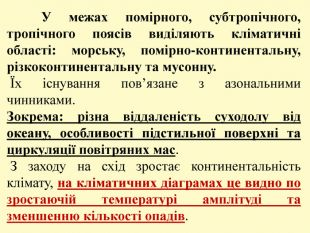 У межах помірного, субтропічного,
тропічного поясів виділяють кліматичні
області: морську, помірно-континентальну,
різкоконтинентальну та мусонну.
Їх існування пов’язане з азональними
чинниками.
Зокрема: різна віддаленість суходолу від
океану, особливості підстильної поверхні та
циркуляції повітряних мас.
З заходу на схід зростає континентальність
клімату, на кліматичних діаграмах це видно по
зростаючій температурі амплітуді та
зменшенню кількості опадів.